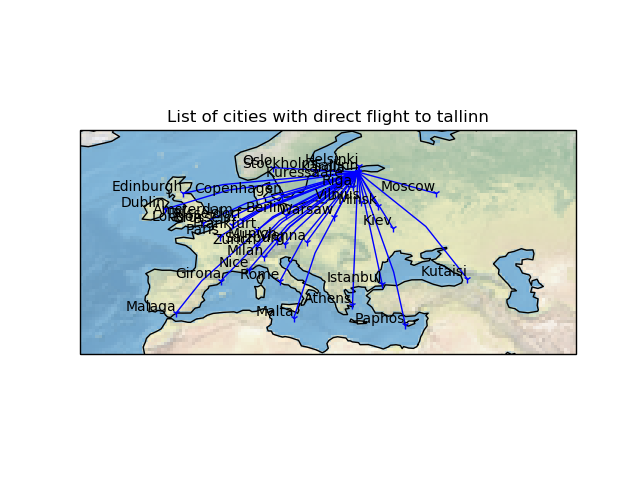 List of cities with direct flight to tallinn
Oslo
Stockholm
Helsinki
Tallinn
Kuressaare
Riga
Edinburgh
Copenhagen
Moscow
Dublin
Vilnius
Minsk
Amsterdam
Berlin
Warsaw
London
Kiev
Frankfurt
Paris
Munich
Vienna
Zurich
Milan
Nice
Girona
Rome
Istanbul
Kutaisi
Athens
Malaga
Malta
Paphos